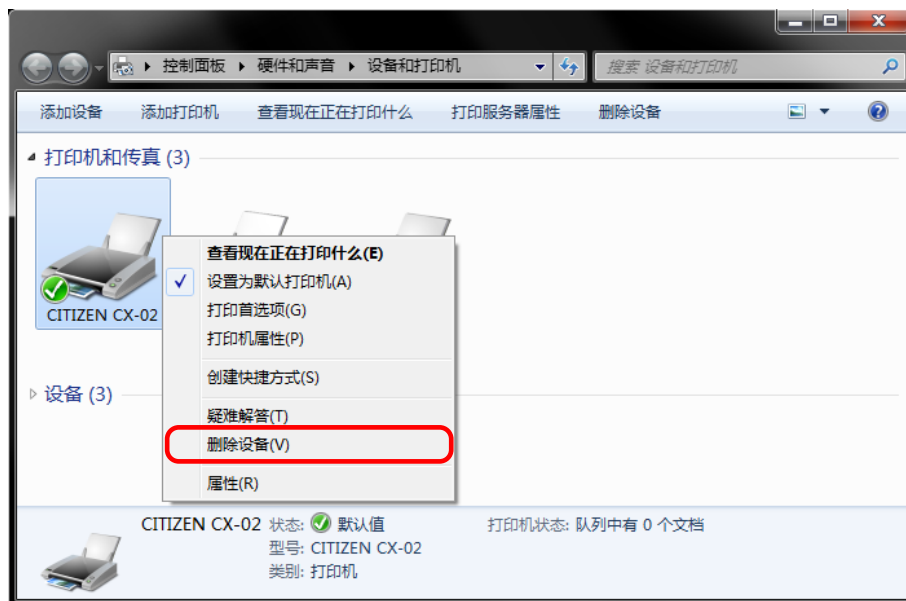 控制面板 硬件和声音 设备和打印机 搜索 设备和打印机
添加设备 添加打印机 查看现在正在打印什么 打印服务器属性 删除设备
打印机和传真 (3)
CITIZEN CX-02
查看现在正在打印什么(E)
设置为默认打印机(A)
打印首选项(G)
打印机属性(P)
创建快捷方式(S)
疑难解答(T)
删除设备(V)
属性(R)
设备 (3)
CITIZEN CX-02 状态: 默认值 打印机状态: 队列中有 0 个文档
型号: CITIZEN CX-02
类别: 打印机